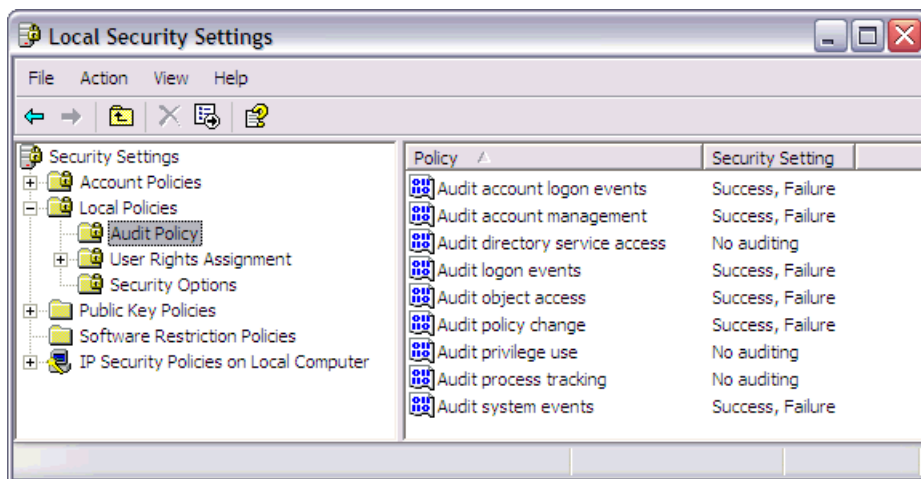 Local Security Settings
File Action View Help
Security Settings
Account Policies
Local Policies
Audit Policy
User Rights Assignment
Security Options
Public Key Policies
Software Restriction Policies
IP Security Policies on Local Computer
Policy Security Setting
Audit account logon events Success, Failure
Audit account management Success, Failure
Audit directory service access No auditing
Audit logon events Success, Failure
Audit object access Success, Failure
Audit policy change Success, Failure
Audit privilege use No auditing
Audit process tracking No auditing
Audit system events Success, Failure